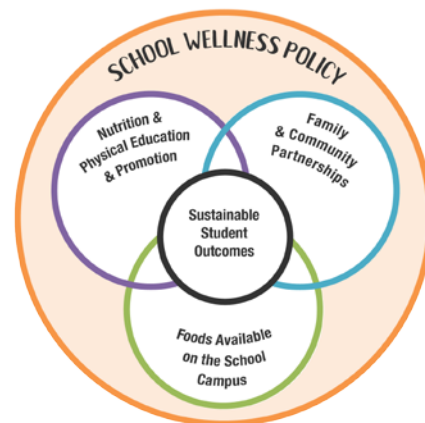 SCHOOL WELLNESS POLICY
Nutrition &
Physical Education
& Promotion
Family
& Community
Partnerships
Sustainable
Student
Outcomes
Foods Available
on the School
Campus